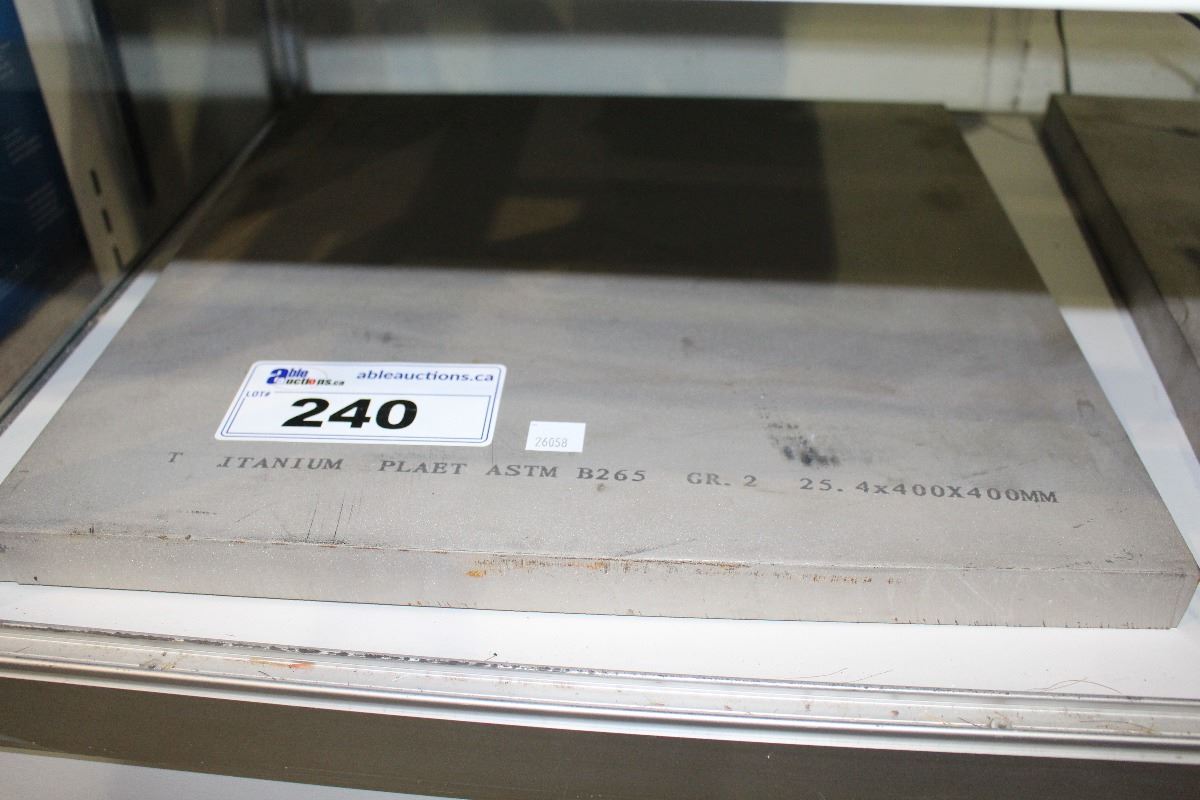 able auctions.ca
ableauctions.ca
LOT#
240
26058
T .ITANIUM PLAET ASTM B265 GR. 2 25. 4x400X400MM